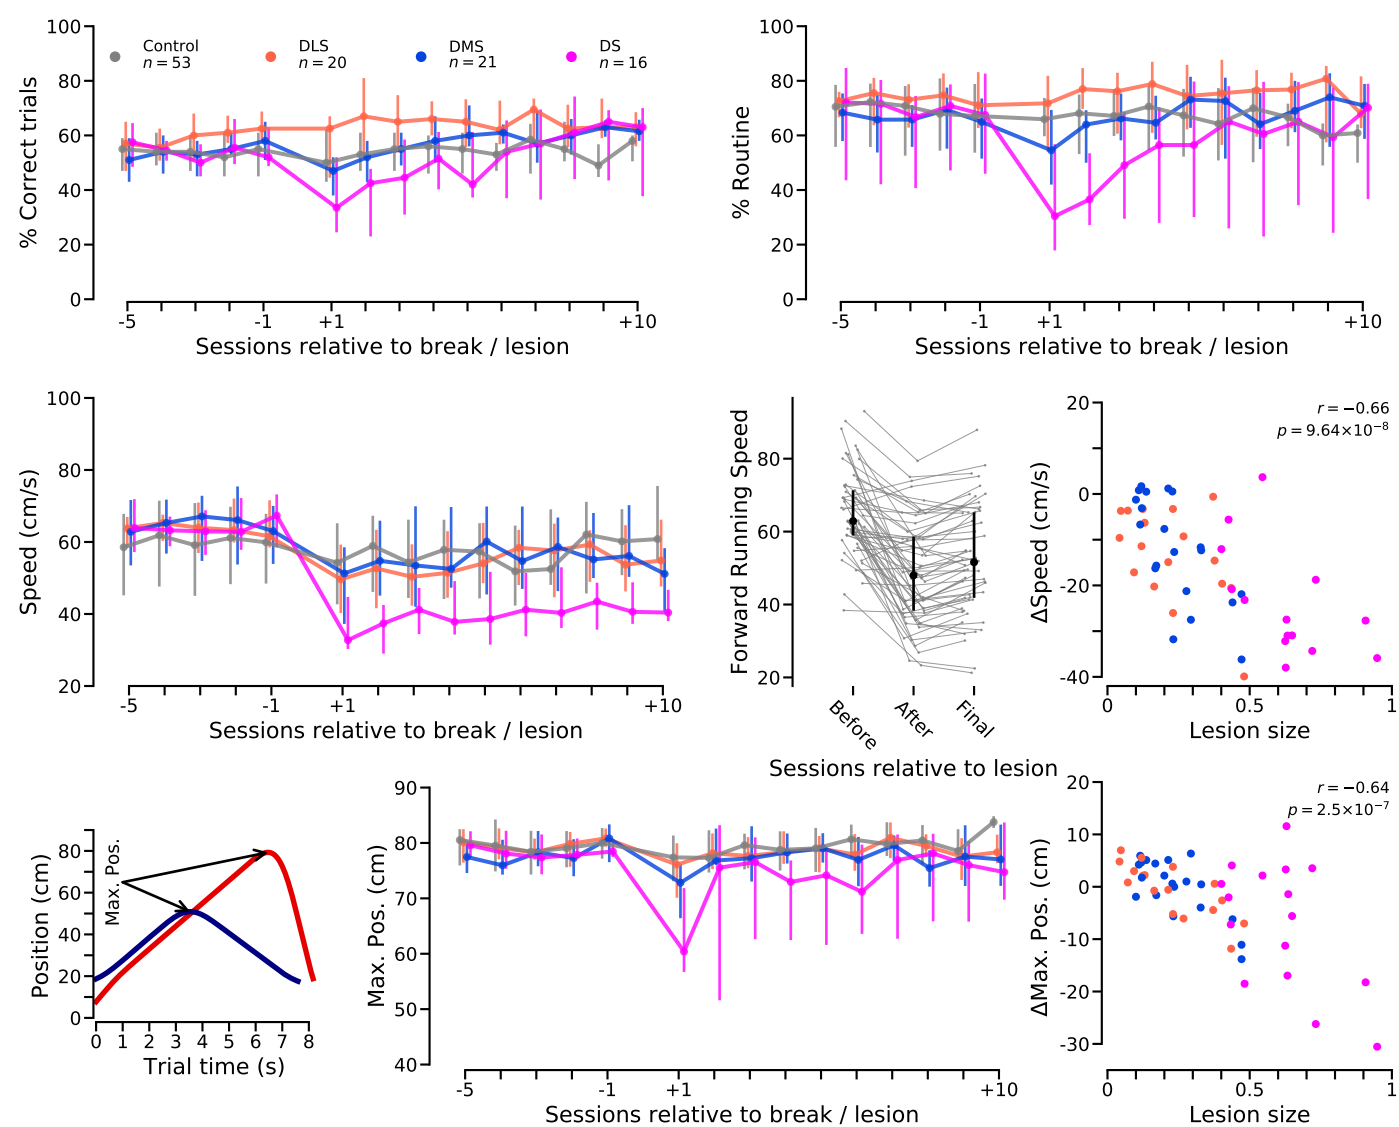 100
80
60
40
20
0
% Correct trials
Control
n = 53
DLS
n = 20
DMS
n = 21
DS
n = 16
-5
-1
+1
+10
Sessions relative to break / lesion
100
80
60
40
20
0
% Routine
-5
-1
+1
+10
Sessions relative to break / lesion
100
80
60
40
20
Speed (cm/s)
-5
-1
+1
+10
Sessions relative to break / lesion
80
60
40
20
Forward Running Speed
Before
After
Final
Sessions relative to lesion
20
0
-20
-40
ΔSpeed (cm/s)
r = −0.66
p = 9.64×10⁻⁸
0
0.5
1
Lesion size
80
60
40
20
0
Position (cm)
Max. Pos.
0 1 2 3 4 5 6 7 8
Trial time (s)
90
80
70
60
50
40
Max. Pos. (cm)
-5
-1
+1
+10
Sessions relative to break / lesion
20
10
0
-10
-20
-30
ΔMax. Pos. (cm)
r = −0.64
p = 2.5×10⁻⁷
0
0.5
1
Lesion size